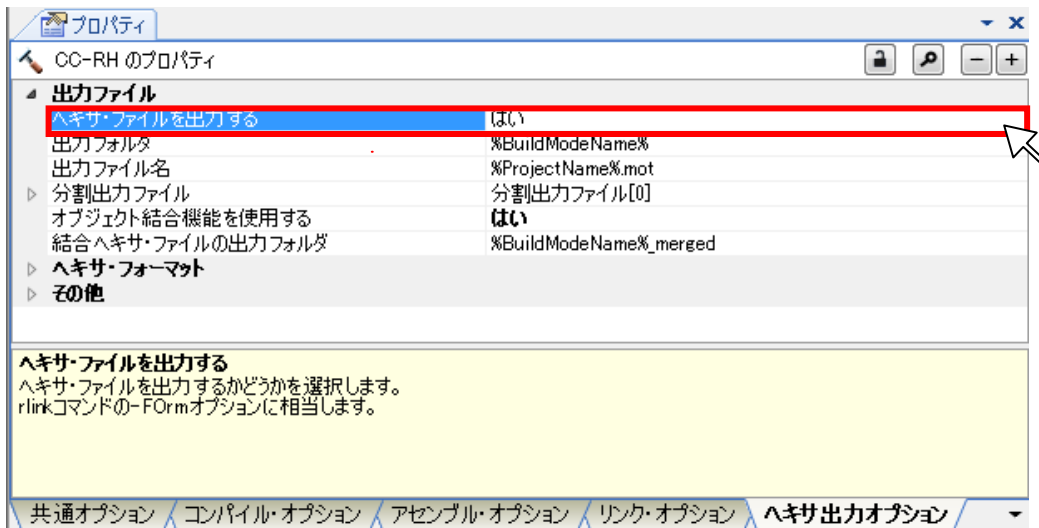 プロパティ
CC-RH のプロパティ
出力ファイル
ヘキサ・ファイルを出力する はい
出力フォルダ %BuildModeName%
出力ファイル名 %ProjectName%.mot
分割出力ファイル 分割出力ファイル[0]
オブジェクト結合機能を使用する はい
結合ヘキサ・ファイルの出力フォルダ %BuildModeName%_merged
ヘキサ・フォーマット
その他
ヘキサ・ファイルを出力する
ヘキサ・ファイルを出力するかどうかを選択します。
rlinkコマンドの-FOrmオプションに相当します。
共通オプション コンパイル・オプション アセンブル・オプション リンク・オプション ヘキサ出力オプション